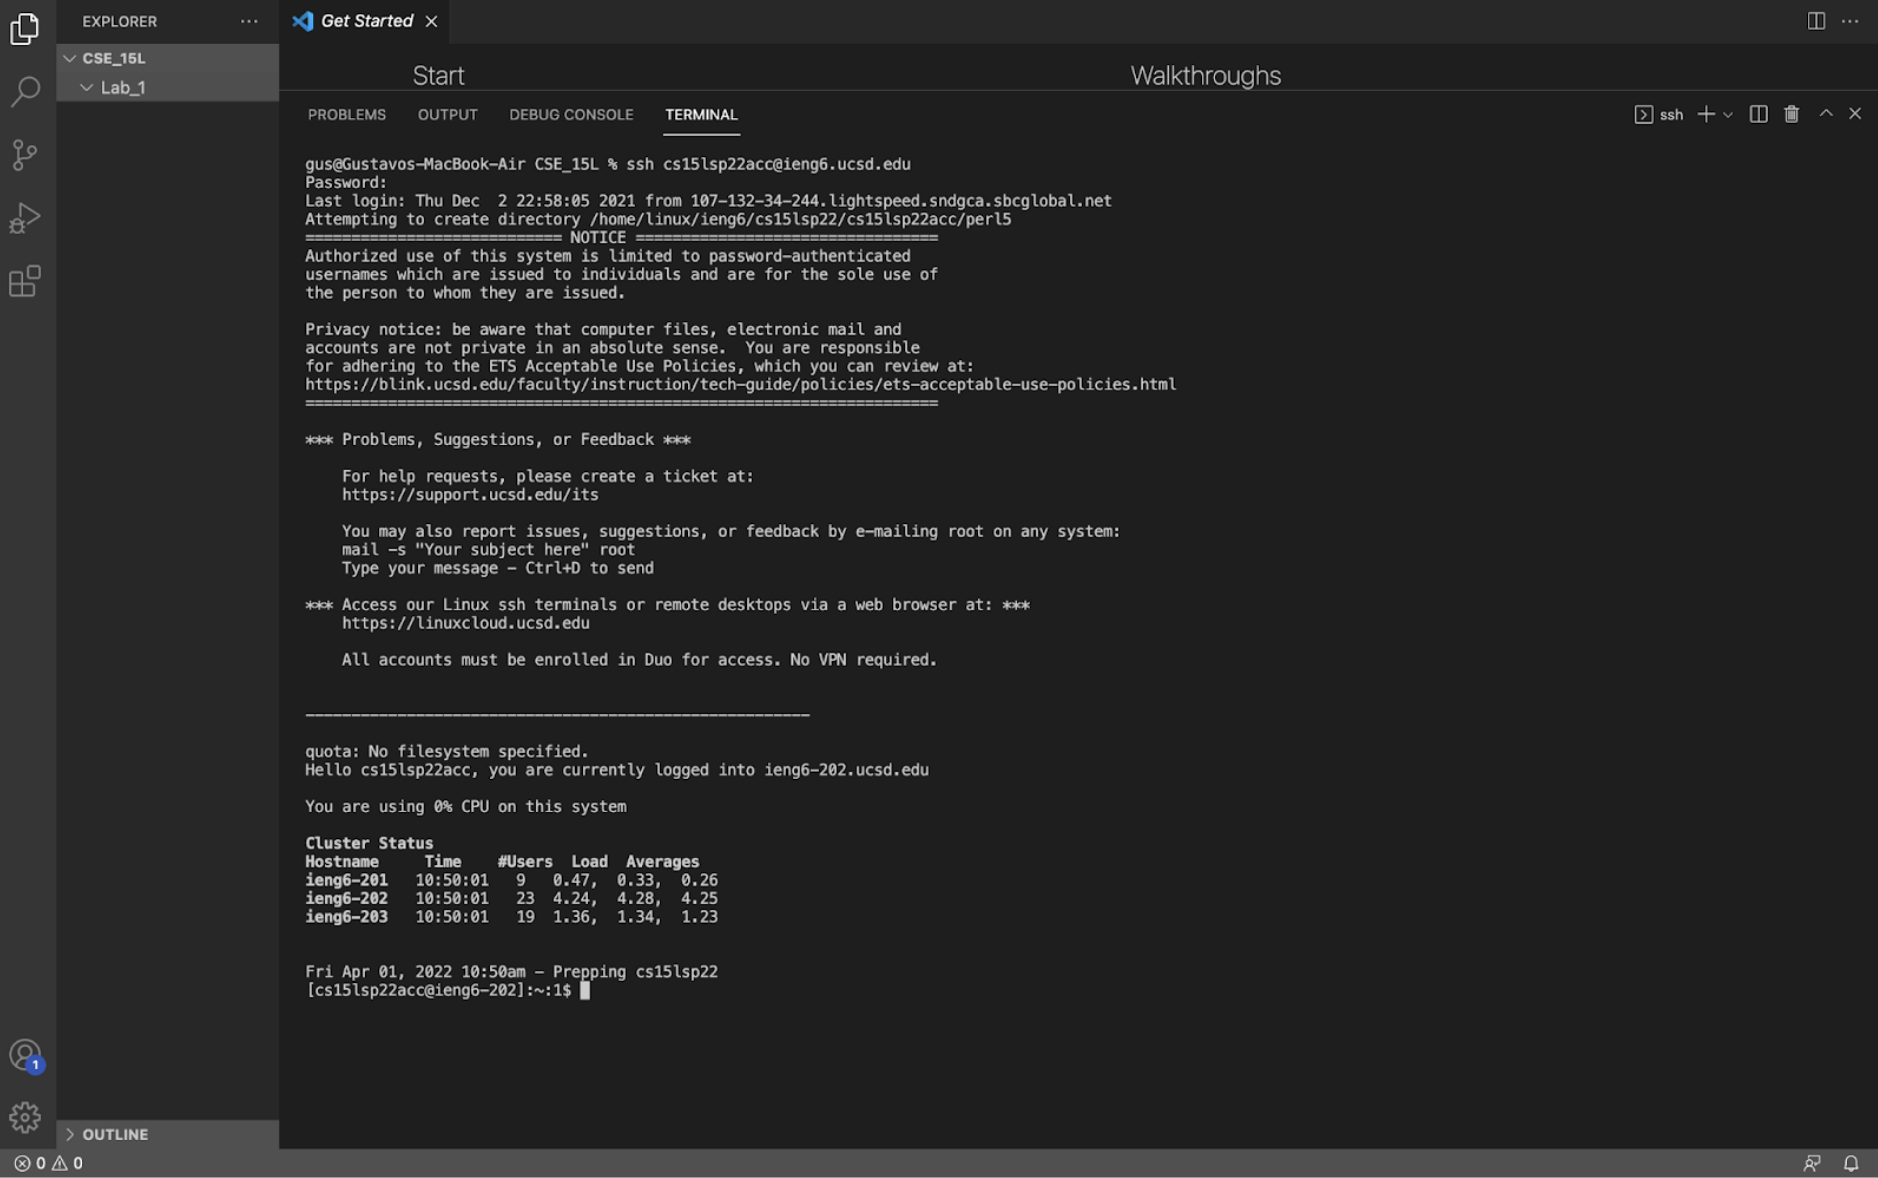 EXPLORER
Get Started
CSE_15L
Lab_1
Start
Walkthroughs
PROBLEMS OUTPUT DEBUG CONSOLE TERMINAL
ssh
gus@Gustavos-MacBook-Air CSE_15L % ssh cs15lsp22acc@ieng6.ucsd.edu
Password:
Last login: Thu Dec  2 22:58:05 2021 from 107-132-34-244.lightspeed.sndgca.sbcglobal.net
Attempting to create directory /home/linux/ieng6/cs15lsp22/cs15lsp22acc/perl5
============================ NOTICE =================================
Authorized use of this system is limited to password-authenticated
usernames which are issued to individuals and are for the sole use of
the person to whom they are issued.
Privacy notice: be aware that computer files, electronic mail and
accounts are not private in an absolute sense.  You are responsible
for adhering to the ETS Acceptable Use Policies, which you can review at:
https://blink.ucsd.edu/faculty/instruction/tech-guide/policies/ets-acceptable-use-policies.html
=====================================================================
*** Problems, Suggestions, or Feedback ***
For help requests, please create a ticket at:
https://support.ucsd.edu/its
You may also report issues, suggestions, or feedback by e-mailing root on any system:
mail -s "Your subject here" root
Type your message - Ctrl+D to send
*** Access our Linux ssh terminals or remote desktops via a web browser at: ***
https://linuxcloud.ucsd.edu
All accounts must be enrolled in Duo for access. No VPN required.
-------------------------------------------------------
quota: No filesystem specified.
Hello cs15lsp22acc, you are currently logged into ieng6-202.ucsd.edu
You are using 0% CPU on this system
Cluster Status
Hostname     Time    #Users  Load  Averages
ieng6-201   10:50:01   9   0.47,  0.33,  0.26
ieng6-202   10:50:01   23  4.24,  4.28,  4.25
ieng6-203   10:50:01   19  1.36,  1.34,  1.23
Fri Apr 01, 2022 10:50am - Prepping cs15lsp22
[cs15lsp22acc@ieng6-202]:~:1$
1
OUTLINE
0 0